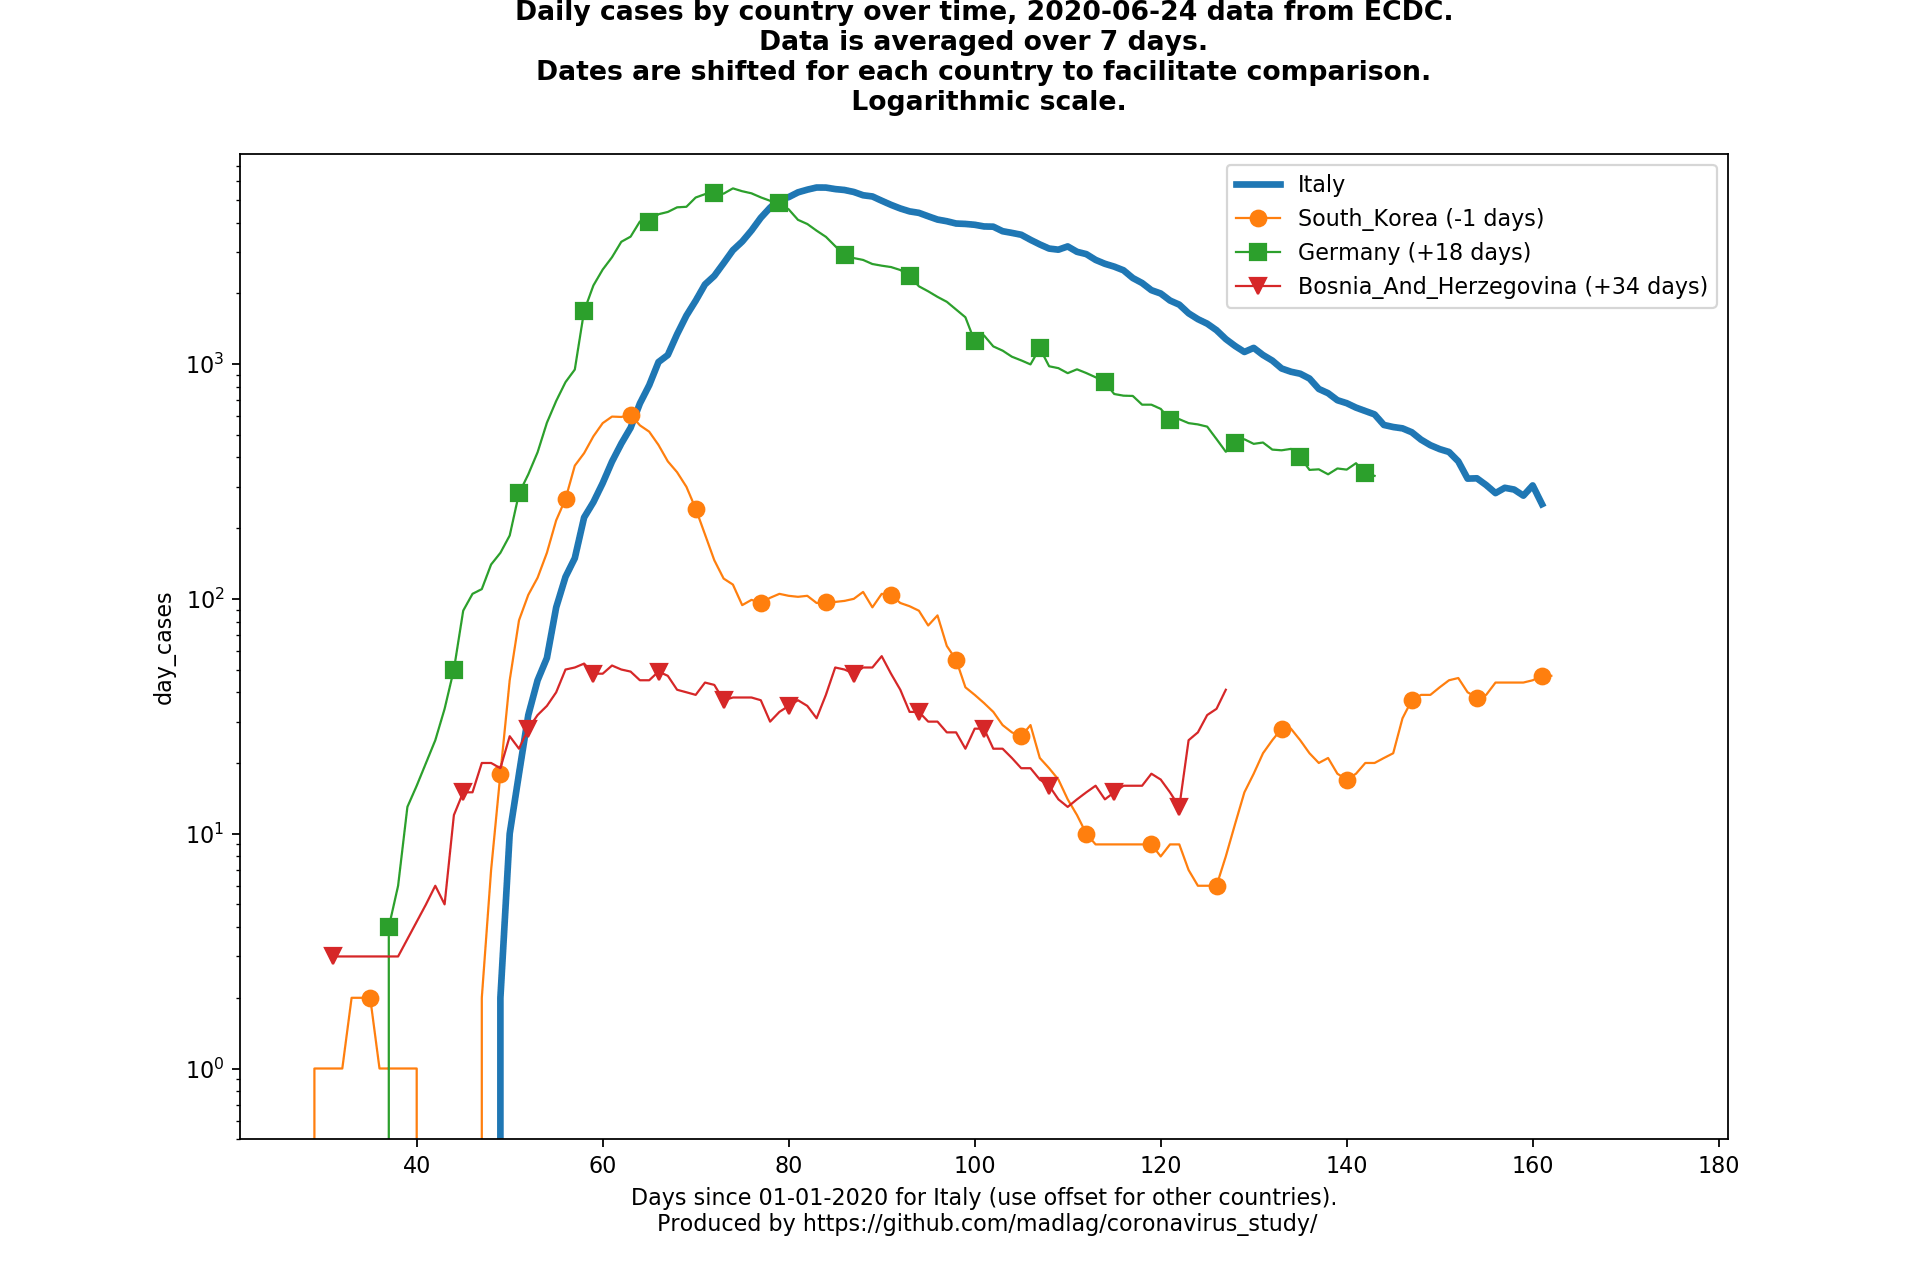 Daily cases by country over time, 2020-06-24 data from ECDC.
Data is averaged over 7 days.
Dates are shifted for each country to facilitate comparison.
Logarithmic scale.
Italy
South_Korea (-1 days)
Germany (+18 days)
Bosnia_And_Herzegovina (+34 days)
day_cases
10³
10²
10¹
10⁰
40 60 80 100 120 140 160 180
Days since 01-01-2020 for Italy (use offset for other countries).
Produced by https://github.com/madlag/coronavirus_study/